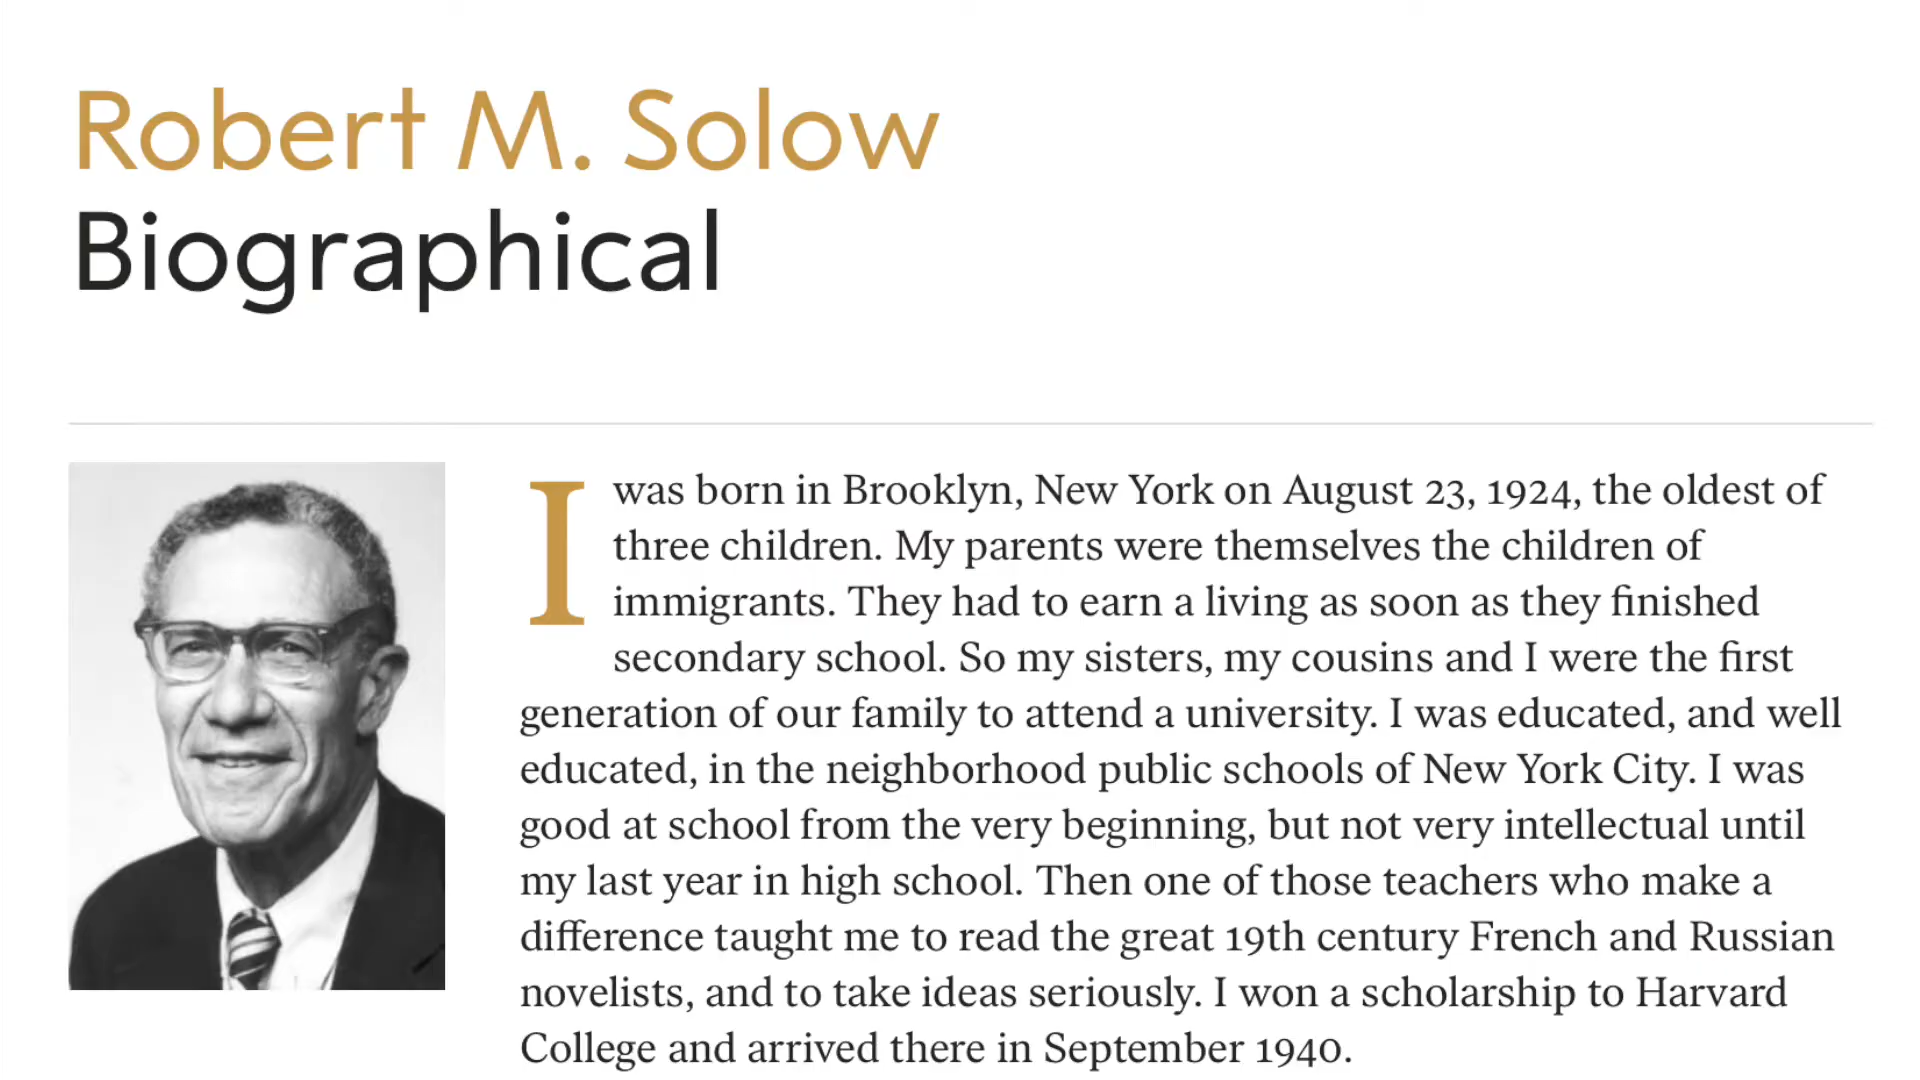 Robert M. Solow
Biographical
I was born in Brooklyn, New York on August 23, 1924, the oldest of
three children. My parents were themselves the children of
immigrants. They had to earn a living as soon as they finished
secondary school. So my sisters, my cousins and I were the first
generation of our family to attend a university. I was educated, and well
educated, in the neighborhood public schools of New York City. I was
good at school from the very beginning, but not very intellectual until
my last year in high school. Then one of those teachers who make a
difference taught me to read the great 19th century French and Russian
novelists, and to take ideas seriously. I won a scholarship to Harvard
College and arrived there in September 1940.